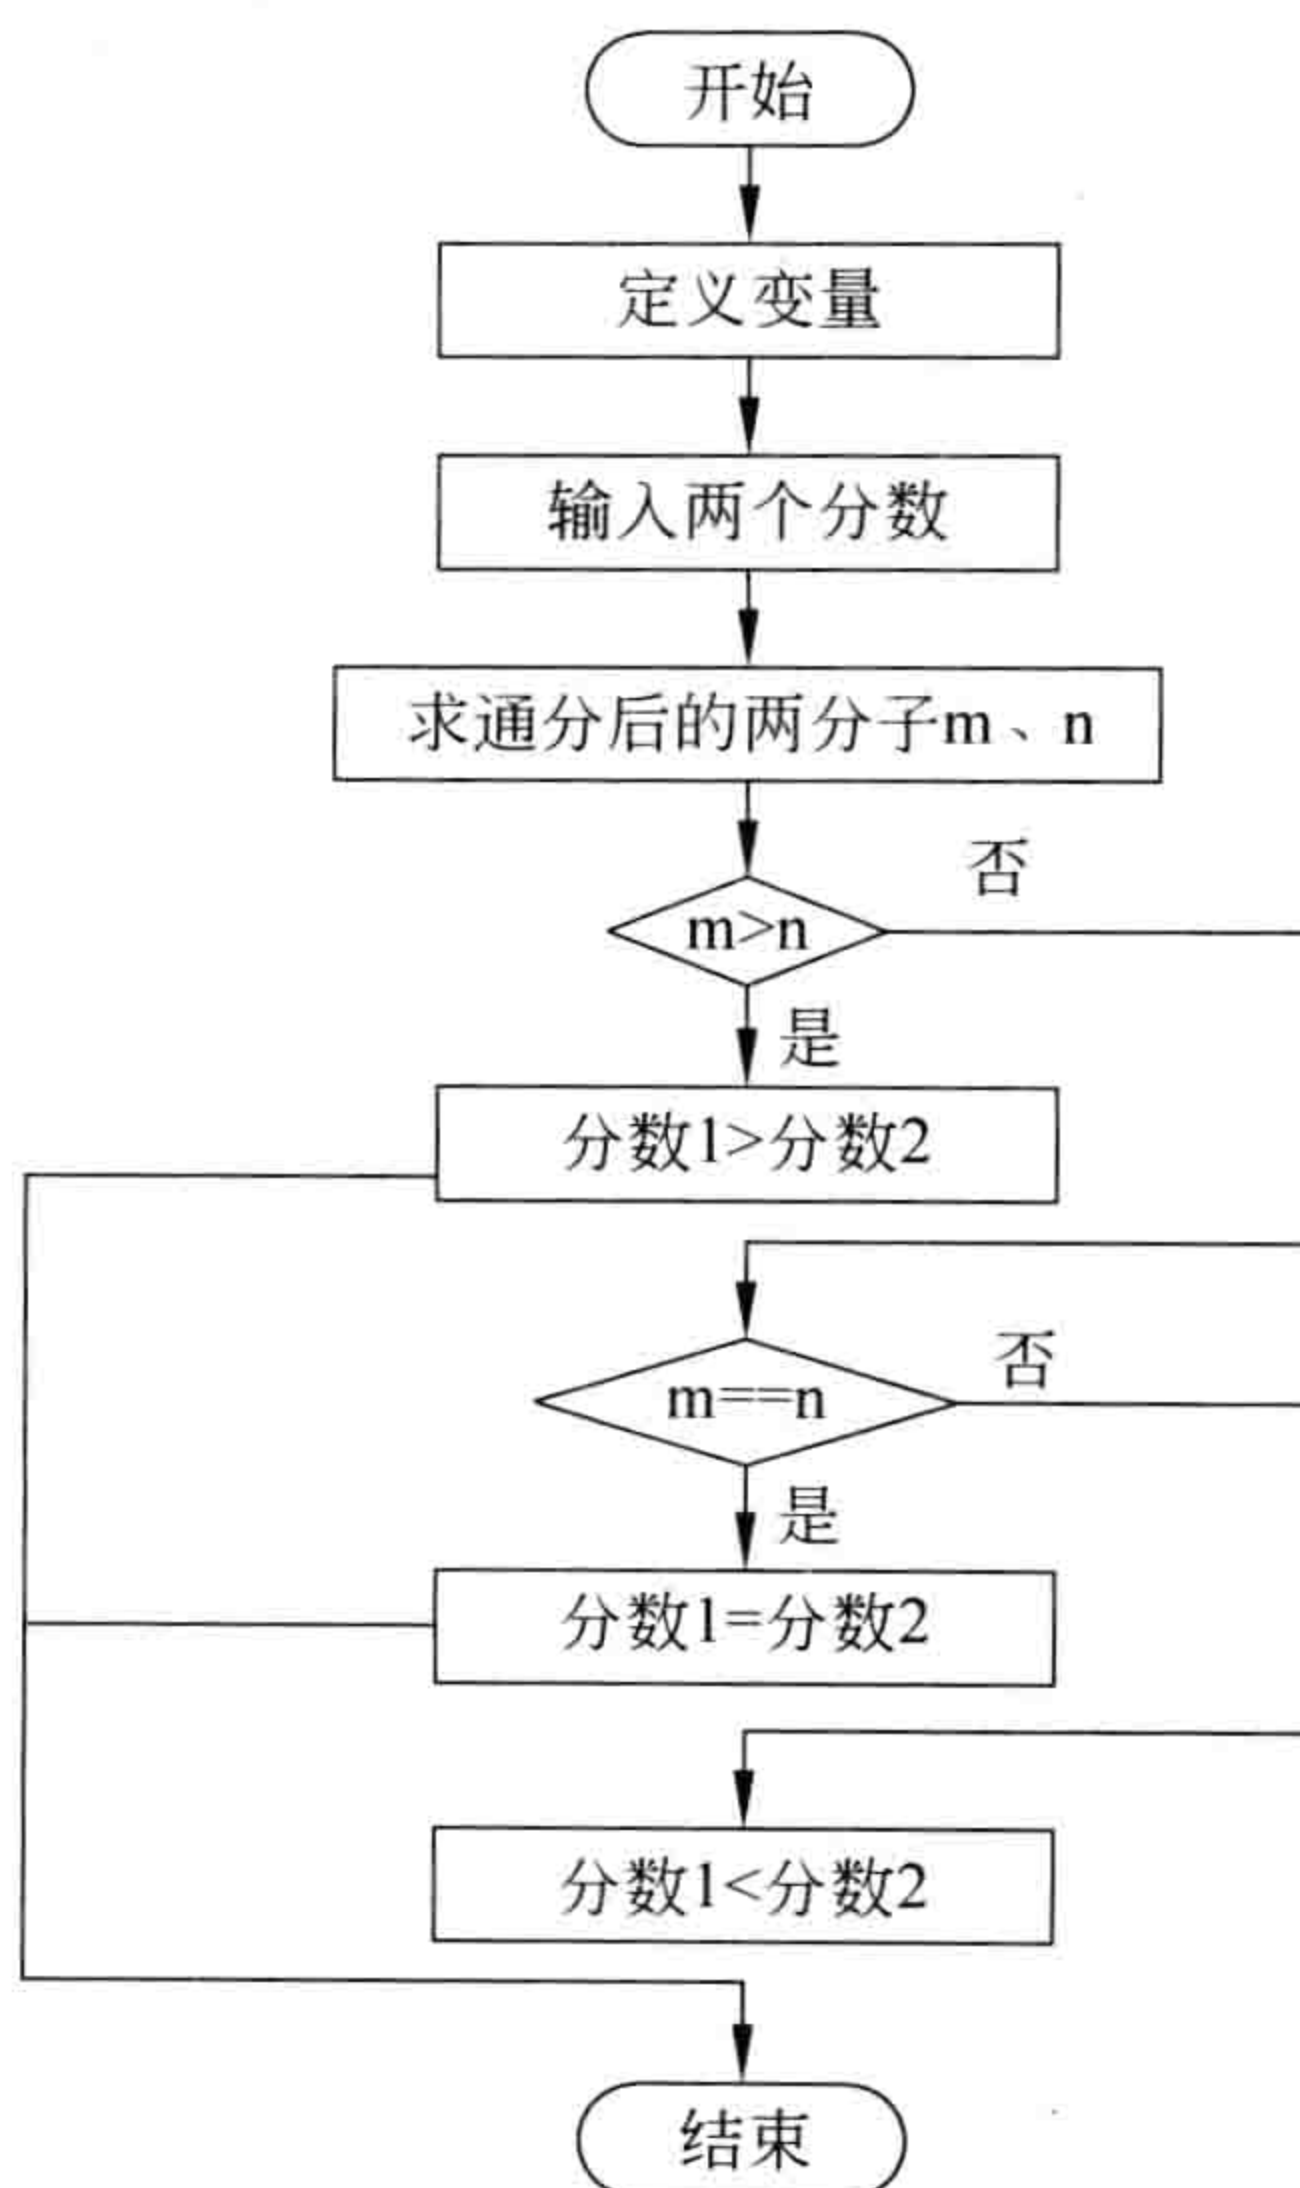 开始
定义变量
输入两个分数
求通分后的两分子m、n
否
m>n
是
分数1>分数2
否
m==n
是
分数1=分数2
分数1<分数2
结束